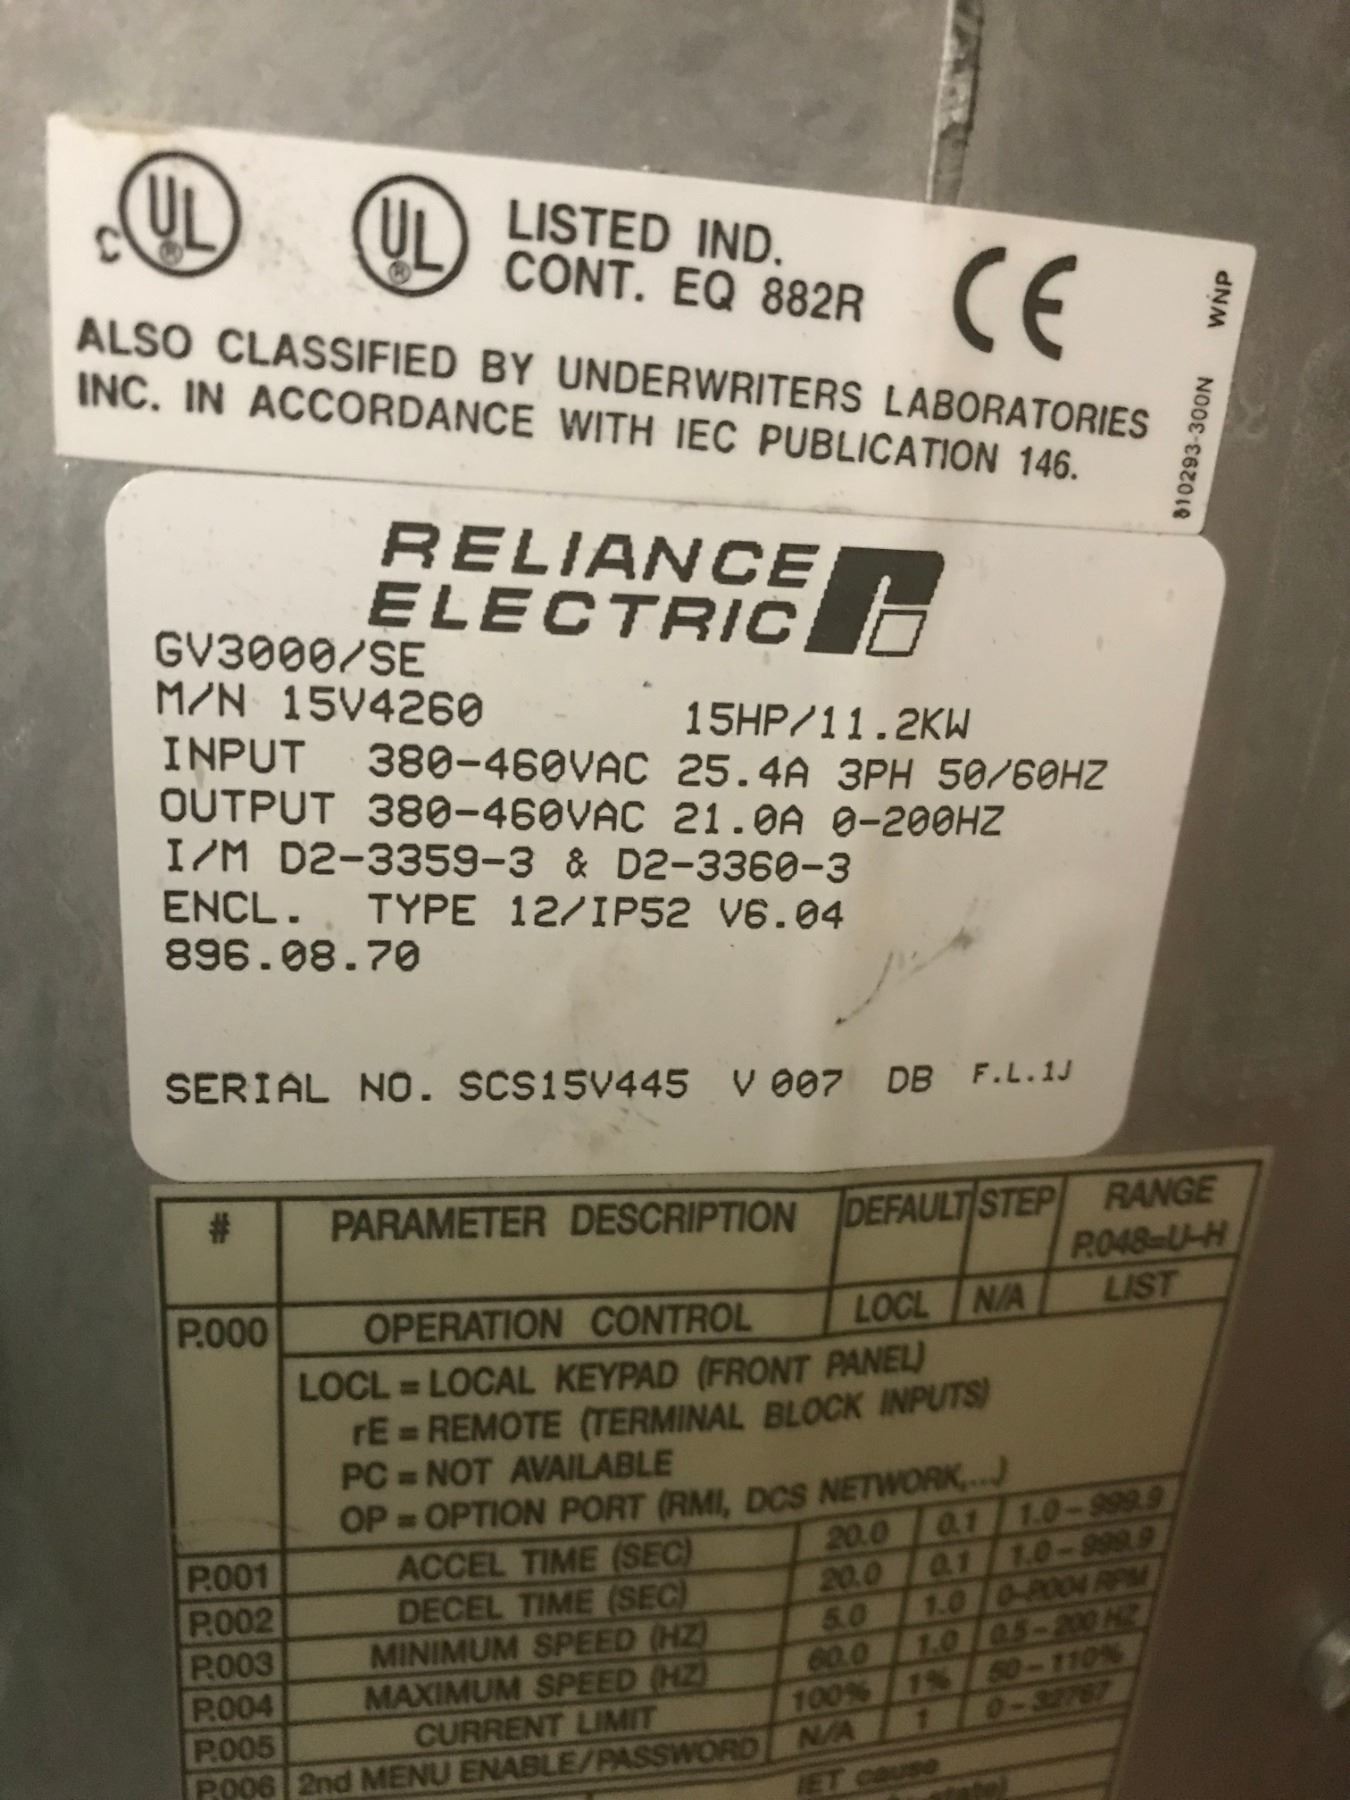 C UL ® UL ® LISTED IND.
CONT. EQ 882R CE
ALSO CLASSIFIED BY UNDERWRITERS LABORATORIES
INC. IN ACCORDANCE WITH IEC PUBLICATION 146.
810293-300N WNP
RELIANCE
ELECTRIC
GV3000/SE
M/N 15V4260 15HP/11.2KW
INPUT 380-460VAC 25.4A 3PH 50/60HZ
OUTPUT 380-460VAC 21.0A 0-200HZ
I/M D2-3359-3 & D2-3360-3
ENCL. TYPE 12/IP52 V6.04
896.08.70
SERIAL NO. SCS15V445 V 007 DB F.L.1J
# PARAMETER DESCRIPTION DEFAULT STEP RANGE
P.048=U-H
P.000 OPERATION CONTROL LOCL N/A LIST
LOCL = LOCAL KEYPAD (FRONT PANEL)
rE = REMOTE (TERMINAL BLOCK INPUTS)
PC = NOT AVAILABLE
OP = OPTION PORT (RMI, DCS NETWORK,...)
P.001 ACCEL TIME (SEC) 20.0 0.1 1.0 - 999.9
P.002 DECEL TIME (SEC) 20.0 0.1 1.0 - 999.9
P.003 MINIMUM SPEED (HZ) 5.0 1.0 0-P.004 RPM
P.004 MAXIMUM SPEED (HZ) 60.0 1.0 0.5 - 200 HZ
P.005 CURRENT LIMIT 100% 1% 50 - 110%
P.006 2nd MENU ENABLE/PASSWORD N/A 1 0 - 32767
IET cause